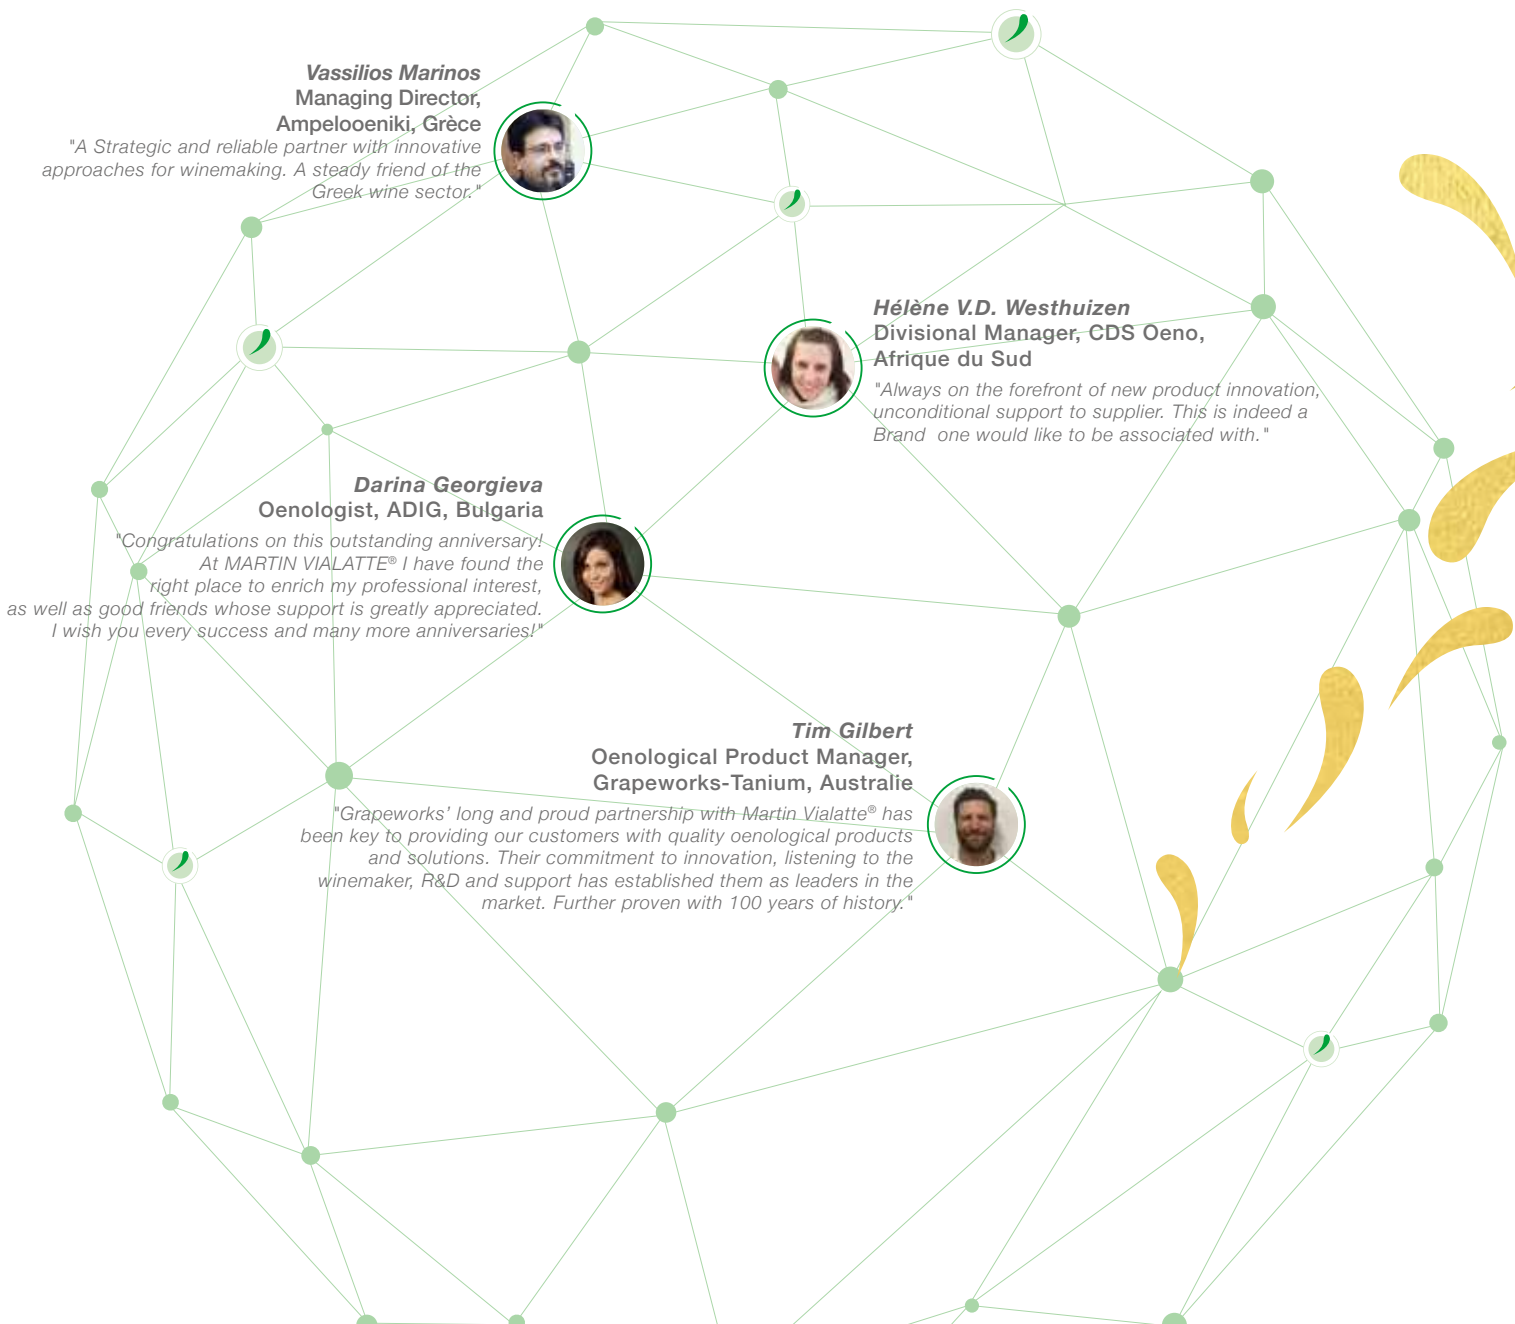 Vassilios Marinos
Managing Director,
Ampelooeniki, Grèce
"A Strategic and reliable partner with innovative
approaches for winemaking. A steady friend of the
Greek wine sector."
Hélène V.D. Westhuizen
Divisional Manager, CDS Oeno,
Afrique du Sud
"Always on the forefront of new product innovation,
unconditional support to supplier. This is indeed a
Brand  one would like to be associated with."
Darina Georgieva
Oenologist, ADIG, Bulgaria
"Congratulations on this outstanding anniversary!
At MARTIN VIALATTE® I have found the
right place to enrich my professional interest,
as well as good friends whose support is greatly appreciated.
I wish you every success and many more anniversaries!"
Tim Gilbert
Oenological Product Manager,
Grapeworks-Tanium, Australie
"Grapeworks’ long and proud partnership with Martin Vialatte® has
been key to providing our customers with quality oenological products
and solutions. Their commitment to innovation, listening to the
winemaker, R&D and support has established them as leaders in the
market. Further proven with 100 years of history."